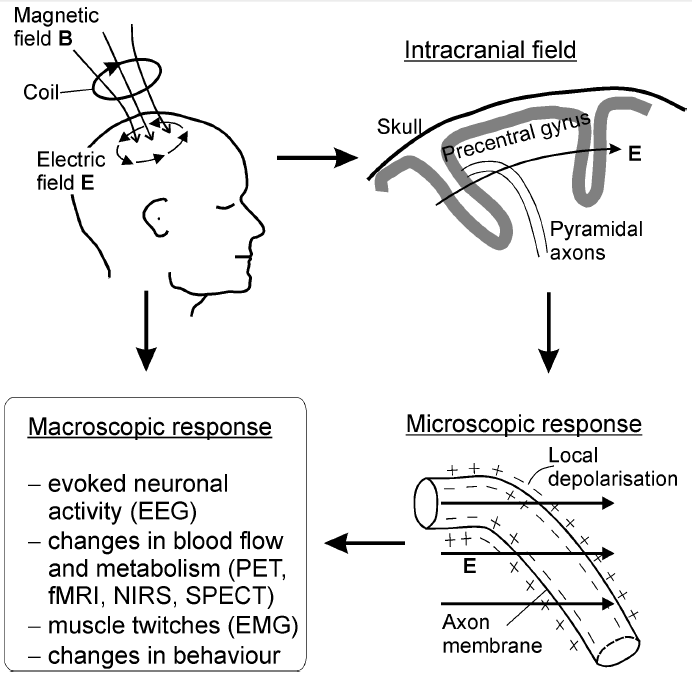 Magnetic
field B
Coil
Electric
field E
Intracranial field
Skull
Precentral gyrus
E
Pyramidal
axons
Macroscopic response
– evoked neuronal
activity (EEG)
– changes in blood flow
and metabolism (PET,
fMRI, NIRS, SPECT)
– muscle twitches (EMG)
– changes in behaviour
Microscopic response
Local
depolarisation
E
Axon
membrane